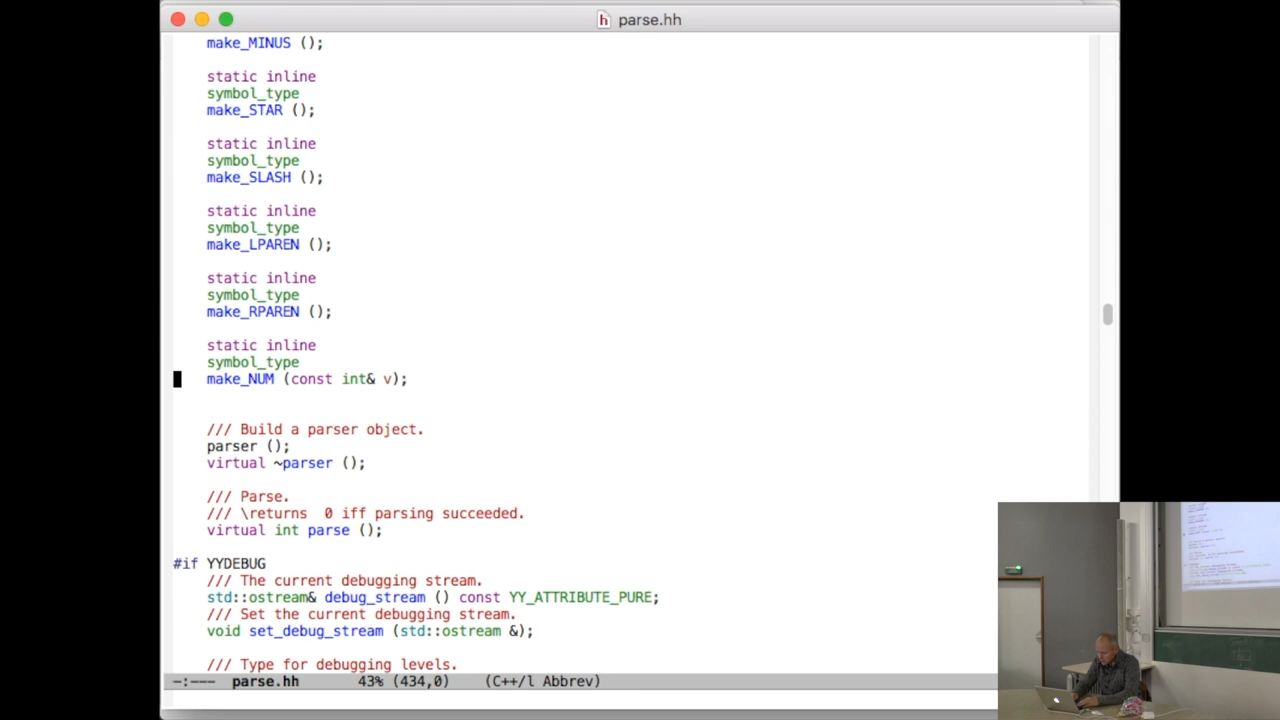 parse.hh
make_MINUS ();
static inline
symbol_type
make_STAR ();
static inline
symbol_type
make_SLASH ();
static inline
symbol_type
make_LPAREN ();
static inline
symbol_type
make_RPAREN ();
static inline
symbol_type
make_NUM (const int& v);
/// Build a parser object.
parser ();
virtual ~parser ();
/// Parse.
/// \returns  0 iff parsing succeeded.
virtual int parse ();
#if YYDEBUG
/// The current debugging stream.
std::ostream& debug_stream () const YY_ATTRIBUTE_PURE;
/// Set the current debugging stream.
void set_debug_stream (std::ostream &);
/// Type for debugging levels.
-:--- parse.hh 43% (434,0) (C++/l Abbrev)